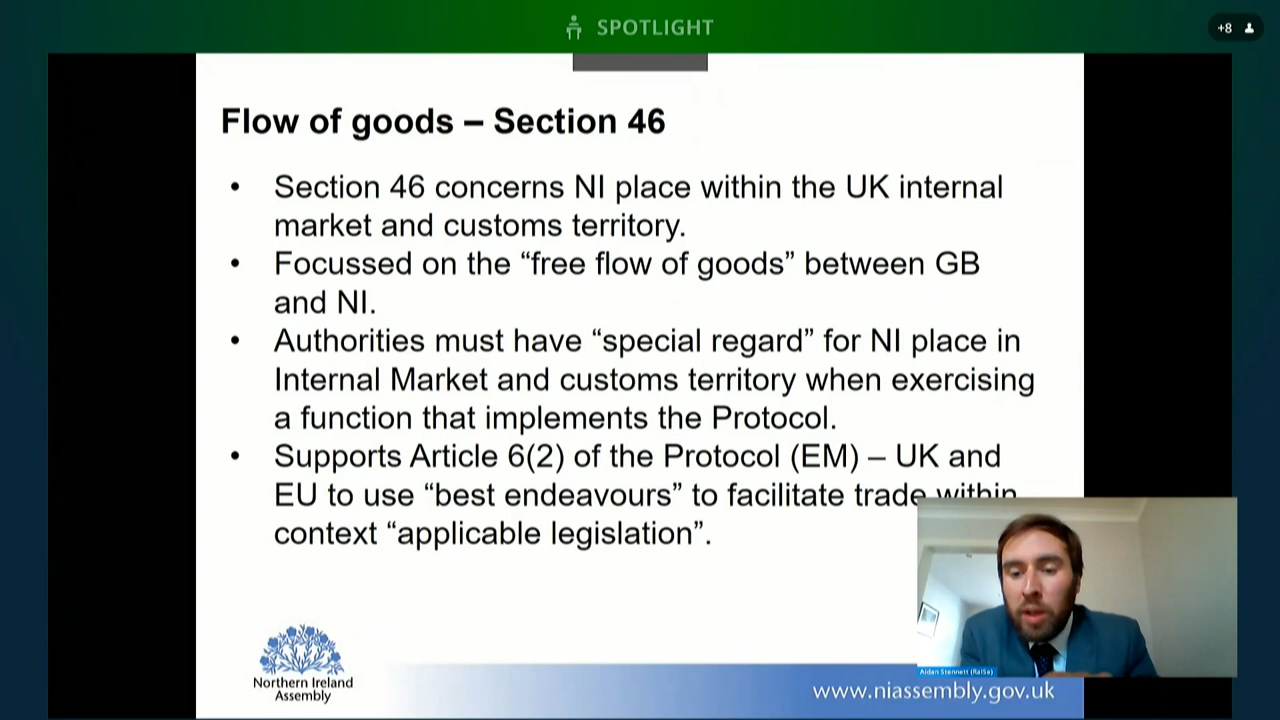 SPOTLIGHT
+8
Flow of goods – Section 46
• Section 46 concerns NI place within the UK internal
market and customs territory.
• Focussed on the “free flow of goods” between GB
and NI.
• Authorities must have “special regard” for NI place in
Internal Market and customs territory when exercising
a function that implements the Protocol.
• Supports Article 6(2) of the Protocol (EM) – UK and
EU to use “best endeavours” to facilitate trade within
context “applicable legislation”.
Aidan Stennett (RaISe)
Northern Ireland
Assembly
www.niassembly.gov.uk